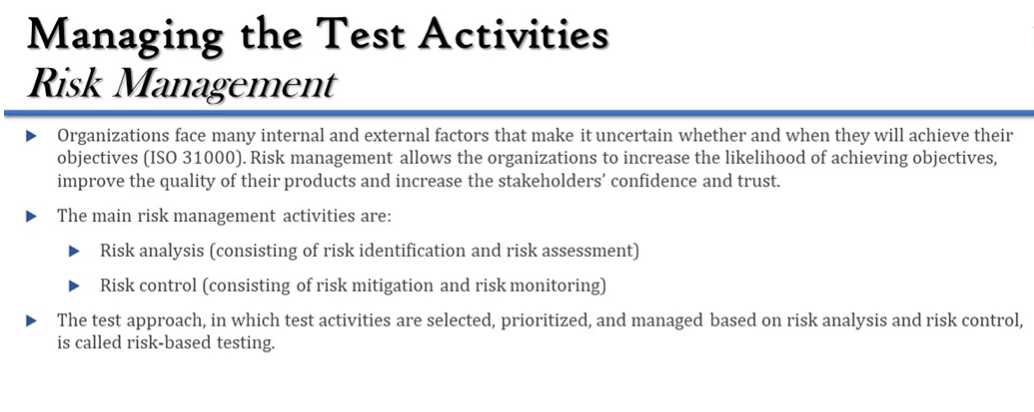 Managing the Test Activities
Risk Management
Organizations face many internal and external factors that make it uncertain whether and when they will achieve their
objectives (ISO 31000). Risk management allows the organizations to increase the likelihood of achieving objectives,
improve the quality of their products and increase the stakeholders' confidence and trust.
The main risk management activities are:
Risk analysis (consisting of risk identification and risk assessment)
Risk control (consisting of risk mitigation and risk monitoring)
The test approach, in which test activities are selected, prioritized, and managed based on risk analysis and risk control,
is called risk-based testing.